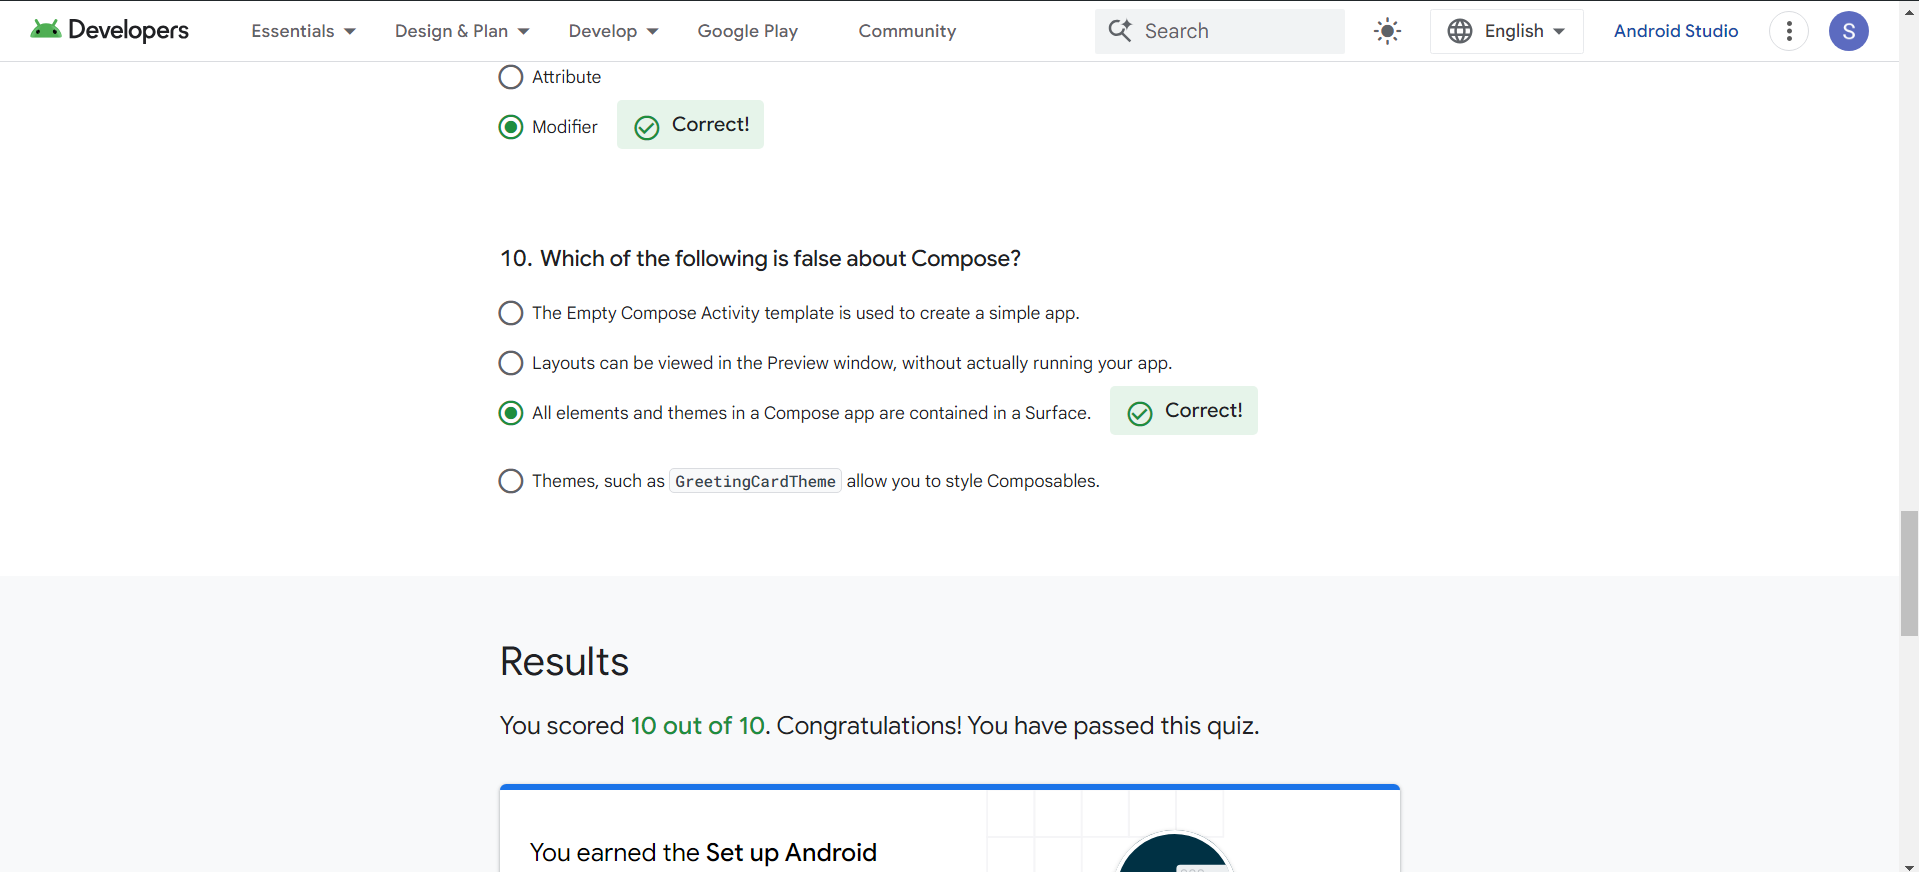 Developers Essentials Design & Plan Develop Google Play Community Search English Android Studio S
Attribute
Modifier Correct!
10. Which of the following is false about Compose?
The Empty Compose Activity template is used to create a simple app.
Layouts can be viewed in the Preview window, without actually running your app.
All elements and themes in a Compose app are contained in a Surface. Correct!
Themes, such as GreetingCardTheme allow you to style Composables.
Results
You scored 10 out of 10. Congratulations! You have passed this quiz.
You earned the Set up Android